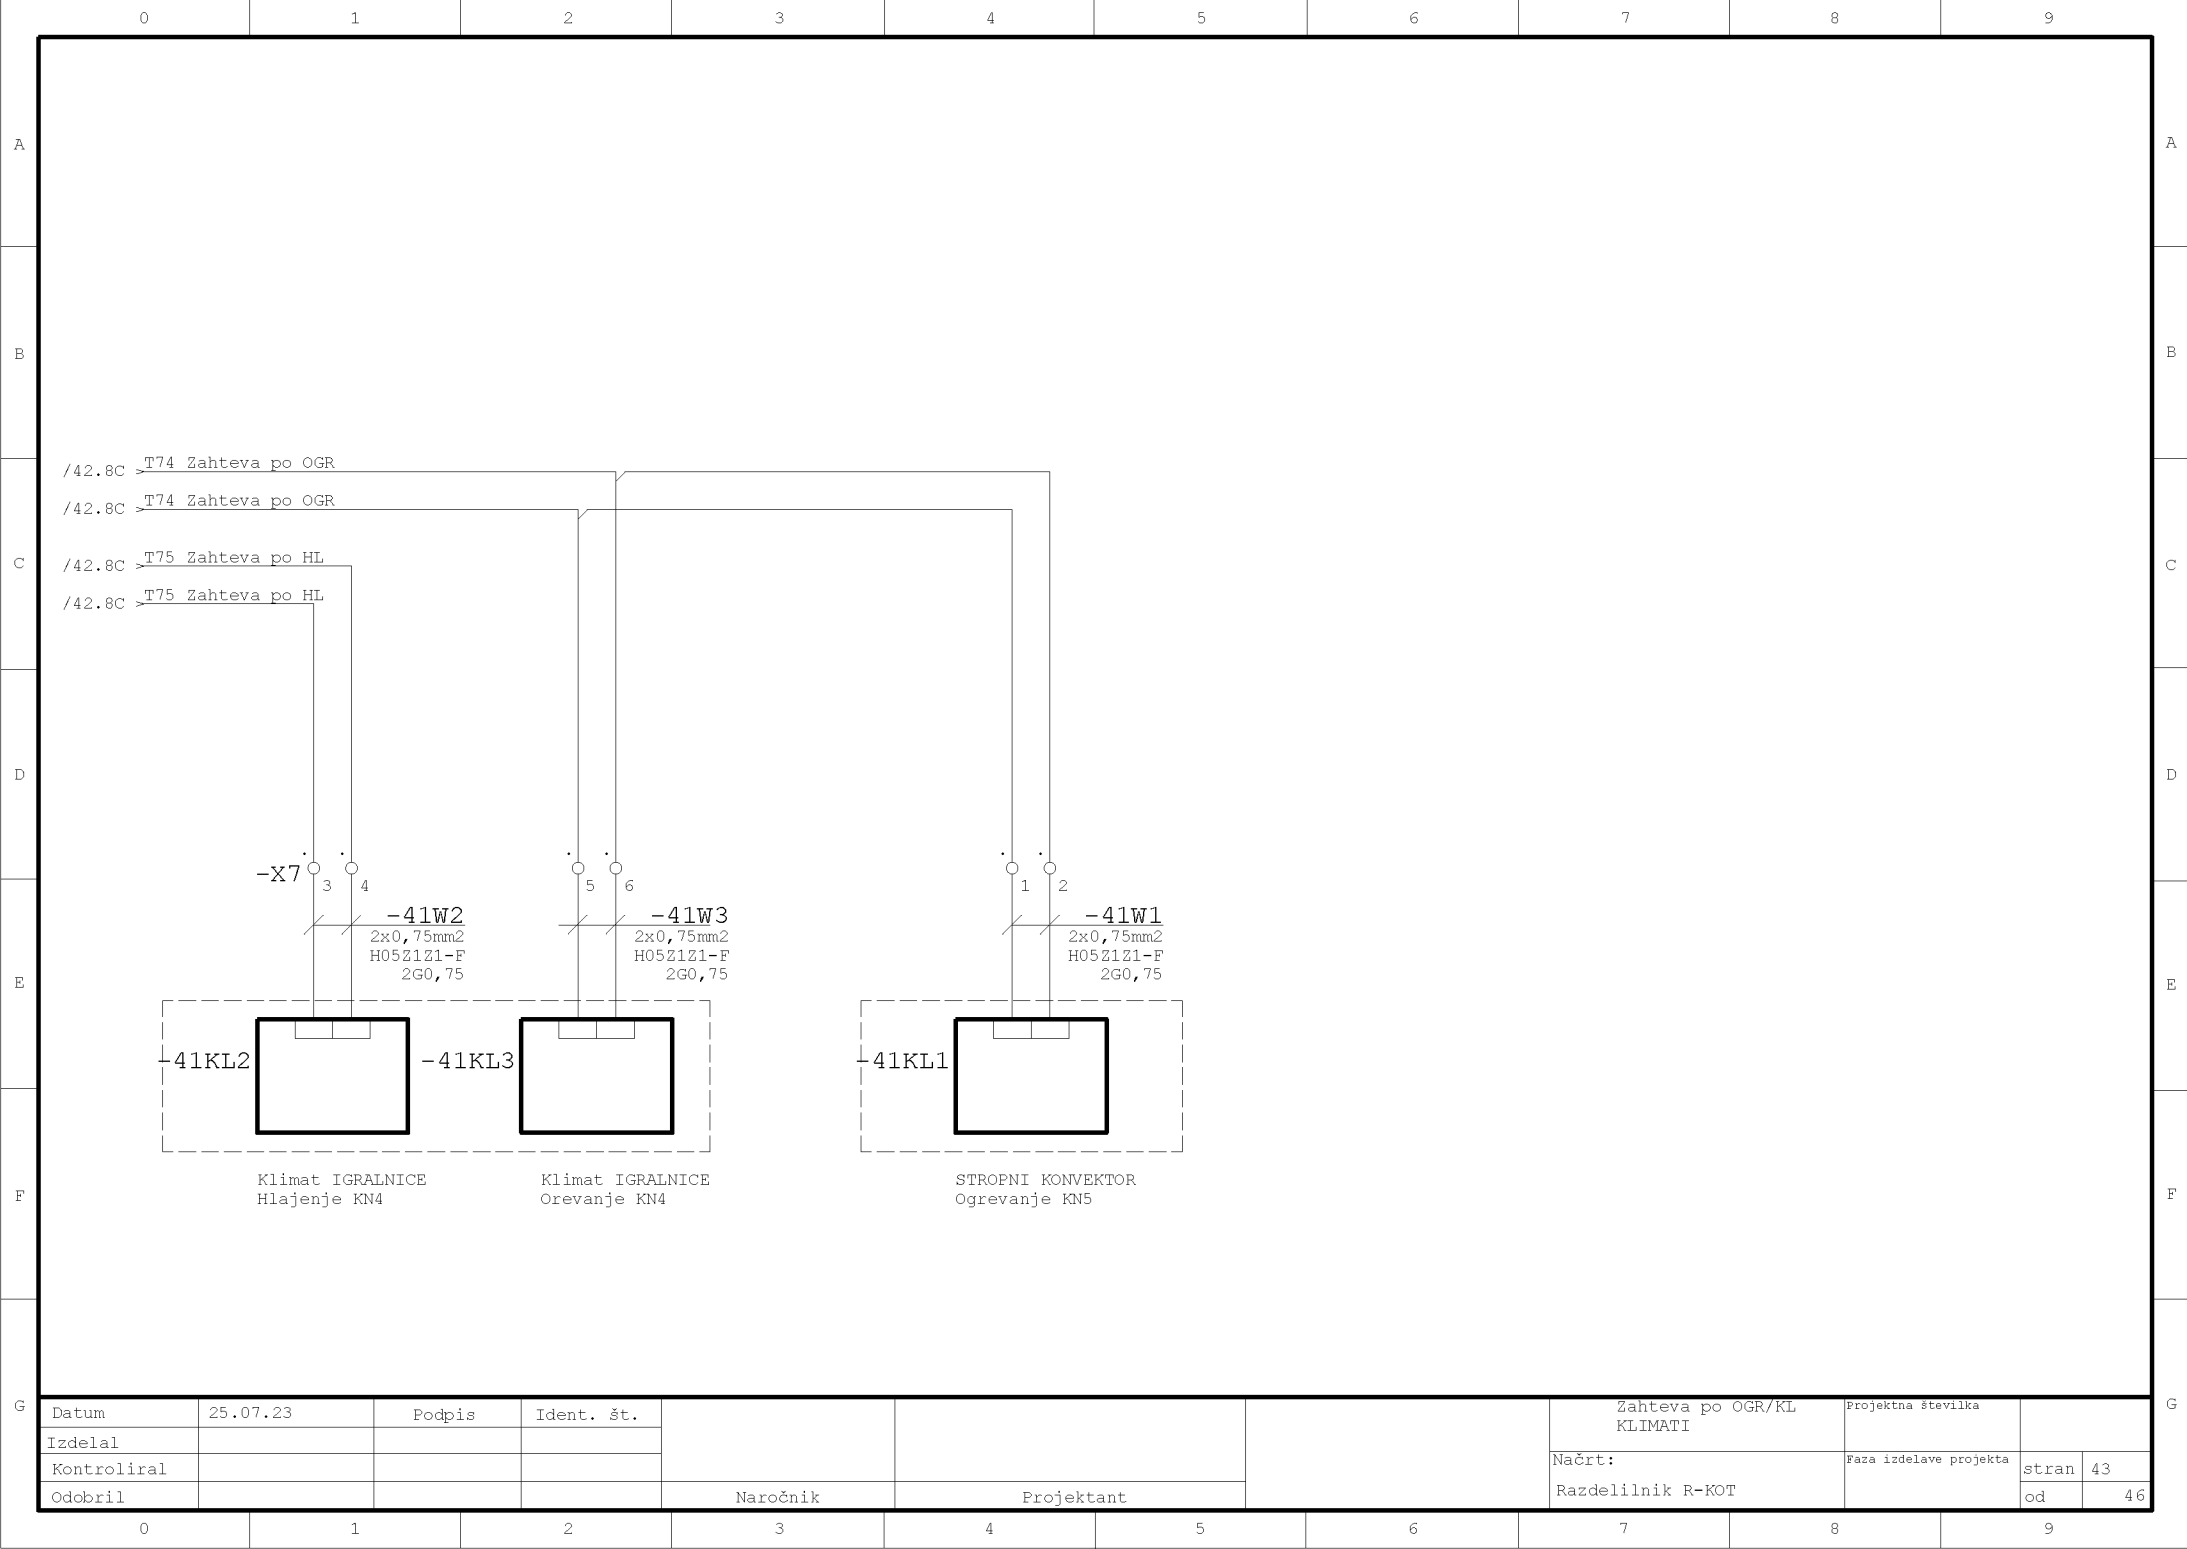 0 1 2 3 4 5 6 7 8 9
A A
B B
/42.8C >T74 Zahteva po OGR
/42.8C >T74 Zahteva po OGR
C C
/42.8C >T75 Zahteva po HL
/42.8C >T75 Zahteva po HL
D D
-X7 3 4 5 6 1 2
-41W2
2x0,75mm2
H05Z1Z1-F
2G0,75
-41W3
2x0,75mm2
H05Z1Z1-F
2G0,75
-41W1
2x0,75mm2
H05Z1Z1-F
2G0,75
E E
-41KL2 -41KL3 -41KL1
Klimat IGRALNICE
Hlajenje KN4
Klimat IGRALNICE
Orevanje KN4
STROPNI KONVEKTOR
Ogrevanje KN5
F F
G G
Datum 25.07.23 Podpis Ident. št.
Izdelal
Kontroliral
Odobril
Naročnik Projektant
Zahteva po OGR/KL
KLIMATI
Projektna številka
Načrt:
Razdelilnik R-KOT
Faza izdelave projekta
stran 43
od 46
0 1 2 3 4 5 6 7 8 9